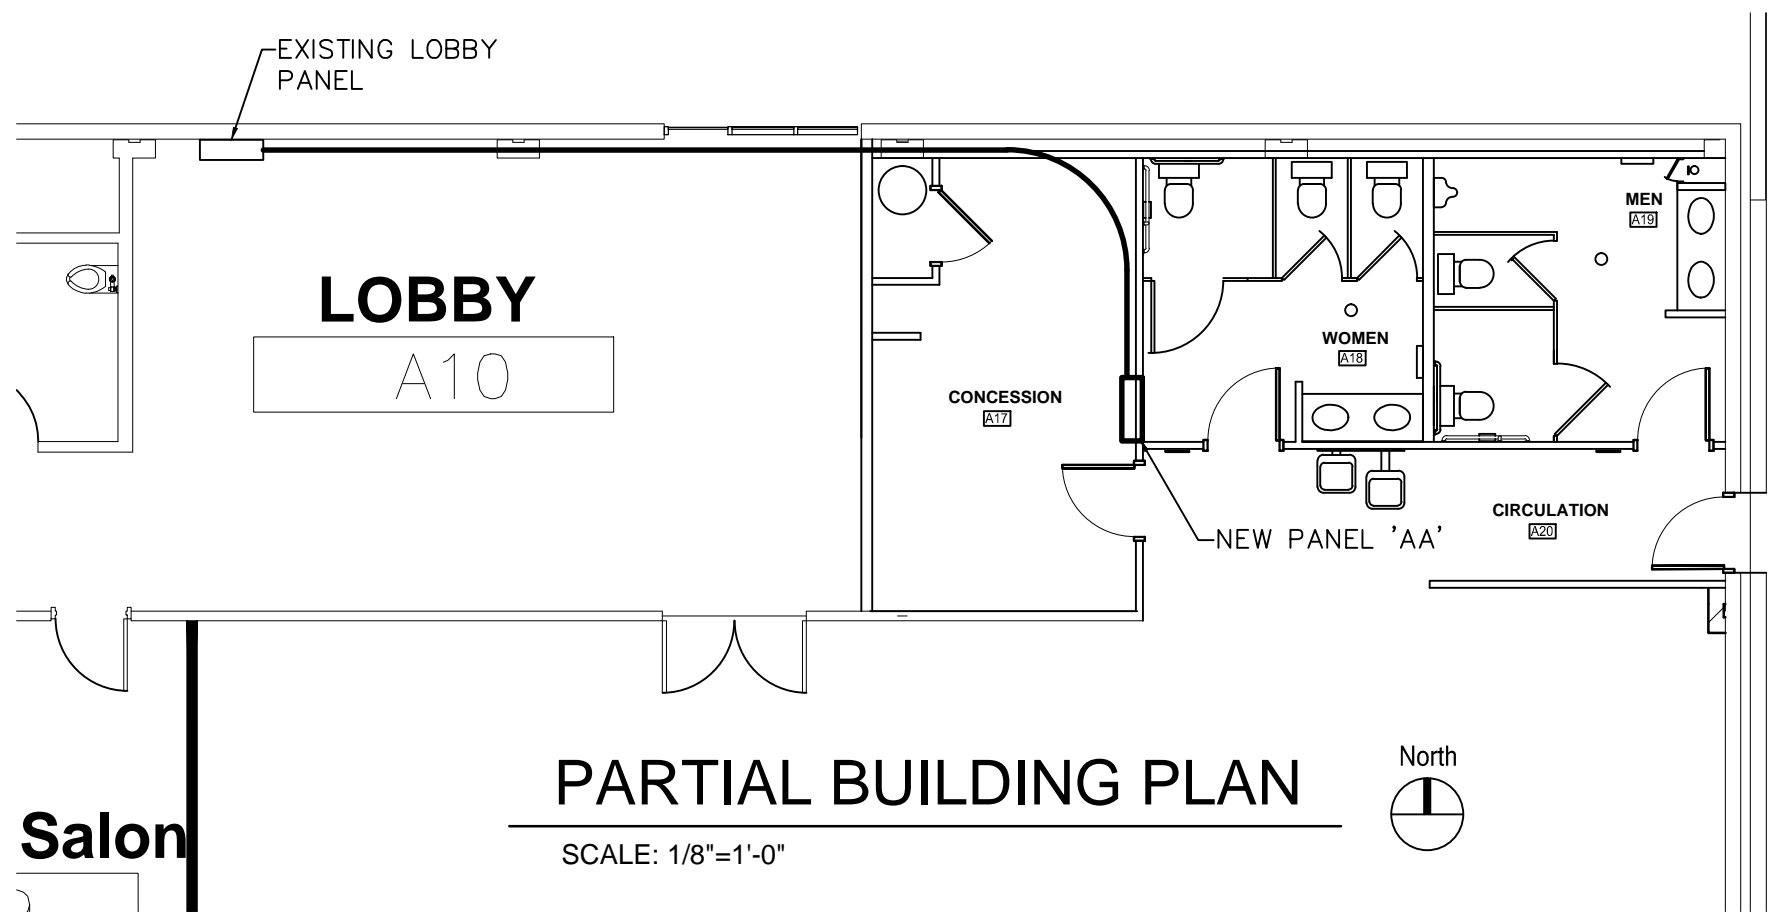 EXISTING LOBBY
PANEL
MEN
A19
LOBBY
A10
WOMEN
A18
CONCESSION
A17
CIRCULATION
A20
NEW PANEL 'AA'
North
PARTIAL BUILDING PLAN
SCALE: 1/8"=1'-0"
Salon